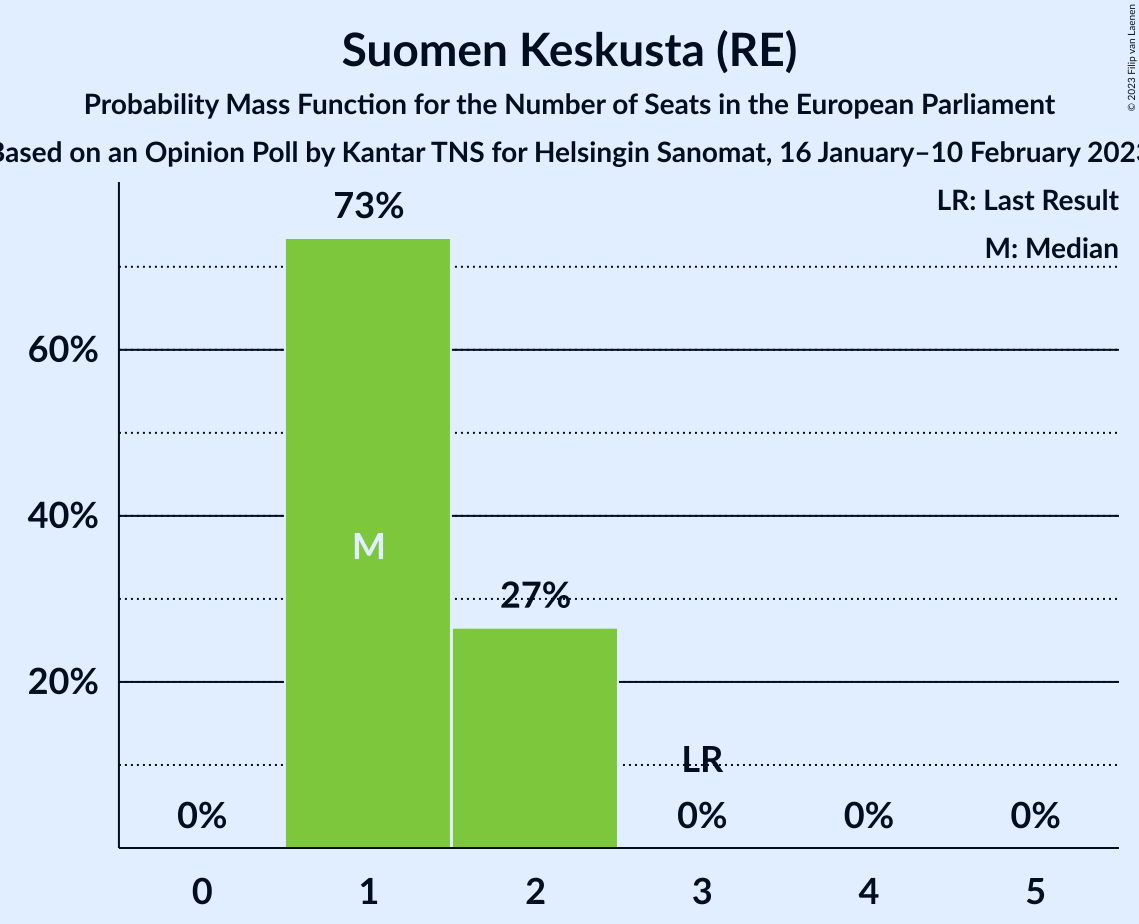 Suomen Keskusta (RE)
Probability Mass Function for the Number of Seats in the European Parliament
Based on an Opinion Poll by Kantar TNS for Helsingin Sanomat, 16 January–10 February 2023
© 2023 Filip van Laenen
LR: Last Result
M: Median
73%
60%
40%
M
27%
20%
LR
0%
0%
0%
0%
0
1
2
3
4
5